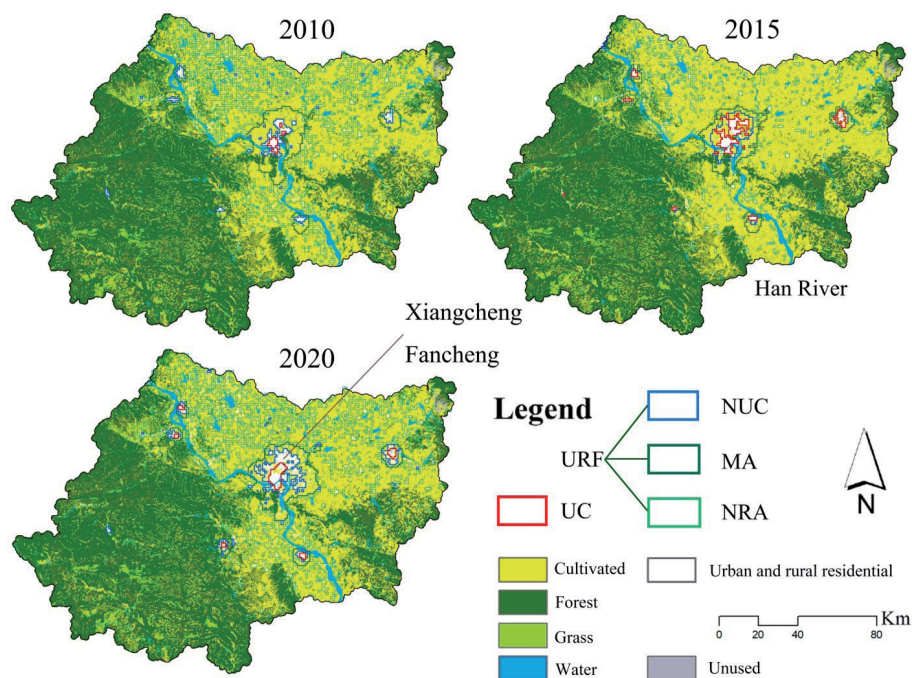 2010
2015
Han River
Xiangcheng
Fancheng
2020
Legend
URF
NUC
MA
NRA
UC
Cultivated
Forest
Grass
Water
Urban and rural residential
Unused
N
Km
0 20 40 80